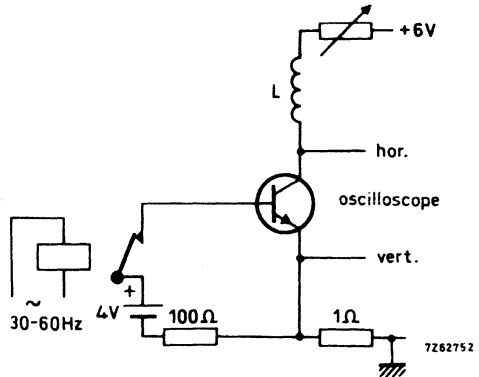 +6V
L
hor.
oscilloscope
vert.
~
30-60Hz
+
4V
100Ω
1Ω
7Z62752